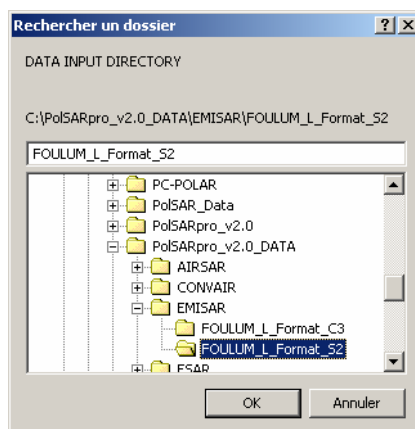 Rechercher un dossier
DATA INPUT DIRECTORY
C:\PolSARpro_v2.0_DATA\EMISAR\FOULUM_L_Format_S2
FOULUM_L_Format_S2
PC-POLAR
PolSAR_Data
PolSARpro_v2.0
PolSARpro_v2.0_DATA
AIRSAR
CONVAIR
EMISAR
FOULUM_L_Format_C3
FOULUM_L_Format_S2
ESAR
OK Annuler